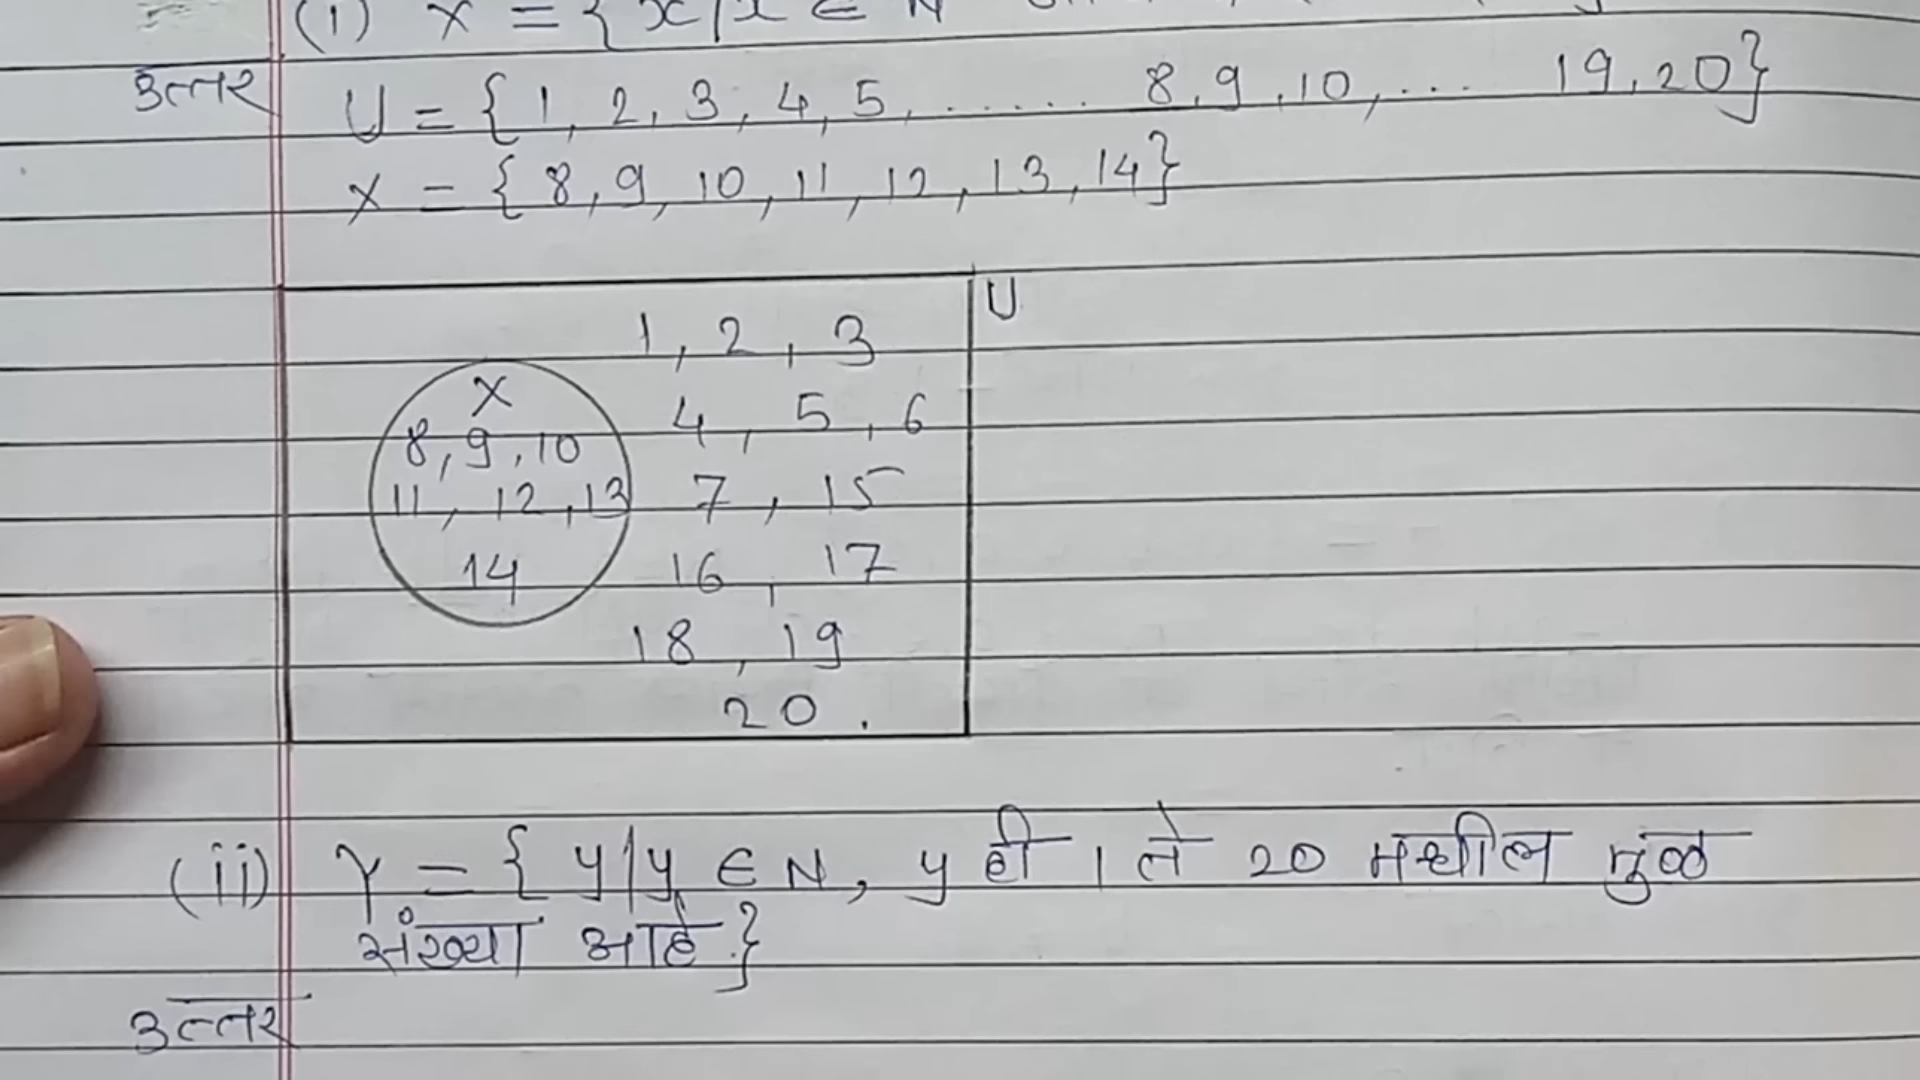 (i) X = {x/x ∈ N
उत्तर U = {1, 2, 3, 4, 5, ...... 8, 9, 10, ... 19, 20}
X = {8, 9, 10, 11, 12, 13, 14}
U
1, 2, 3
X
4, 5, 6
8, 9, 10
11, 12, 13
7, 15
14
16, 17
18, 19
20.
(ii) Y = {y/y ∈ N, y ही 1 ते 20 मधील मुळ
संख्या आहे.}
उत्तर